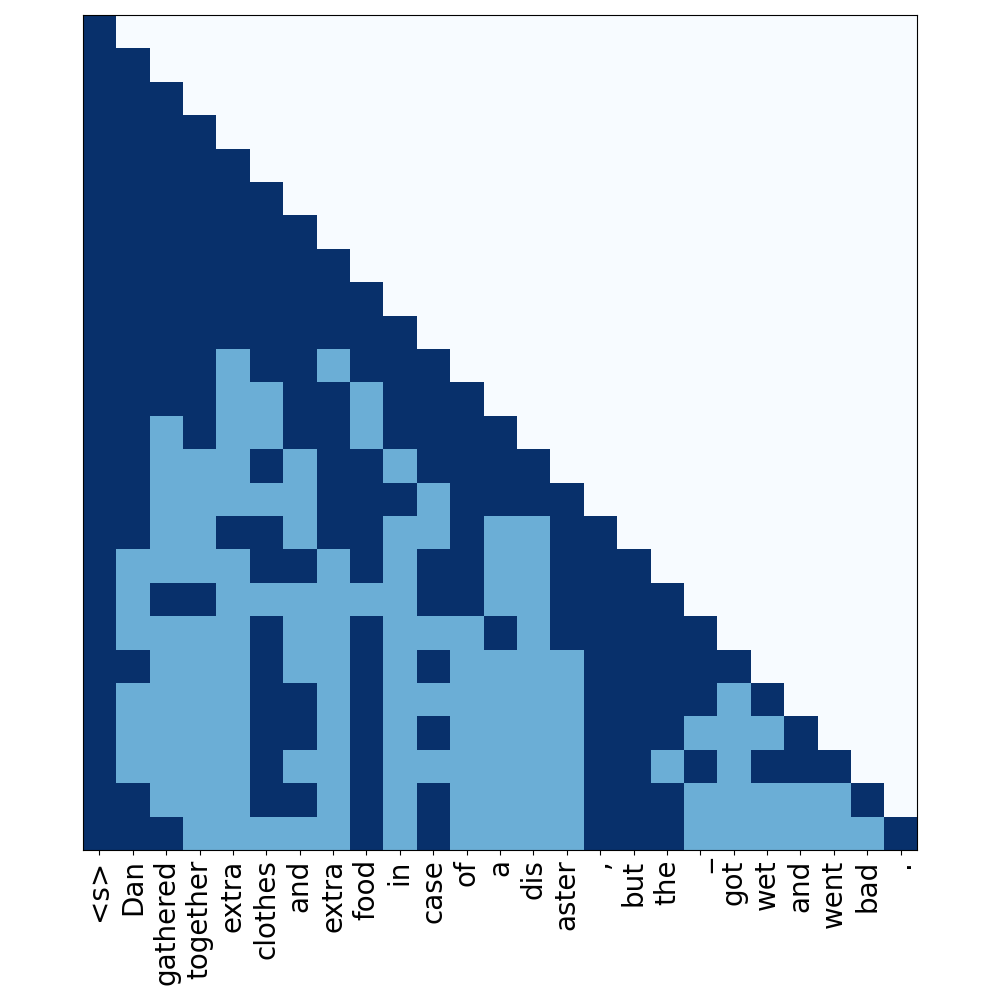 <s>
Dan
gathered
together
extra
clothes
and
extra
food
in
case
of
a
dis
aster
,
but
the
_
got
wet
and
went
bad
.